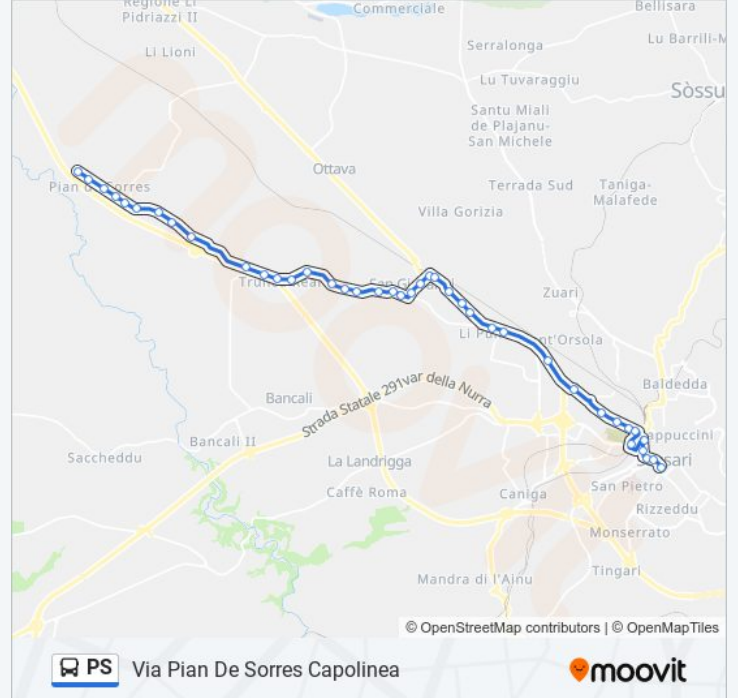 Regione Li
Pidriazzi II
Commerciale
Bellisara
Li Lioni
Serralonga
Lu Barrili-M
Lu Tuvaraggiu
Sòssu
Santu Miali
de Plajanu-
San Michele
Ottava
Pian de Sorres
Terrada Sud
Taniga-
Malafede
Villa Gorizia
Zuari
Baldedda
Bancali
Strada Statale 291var della Nurra
Bancali II
Cappuccini
Saccheddu
La Landrigga
Sassari
Caffè Roma
Caniga
San Pietro
Rizzeddu
Monserrato
Tingari
Mandra di l'Ainu
© OpenStreetMap contributors | © OpenMapTiles
PS Via Pian De Sorres Capolinea
moovit